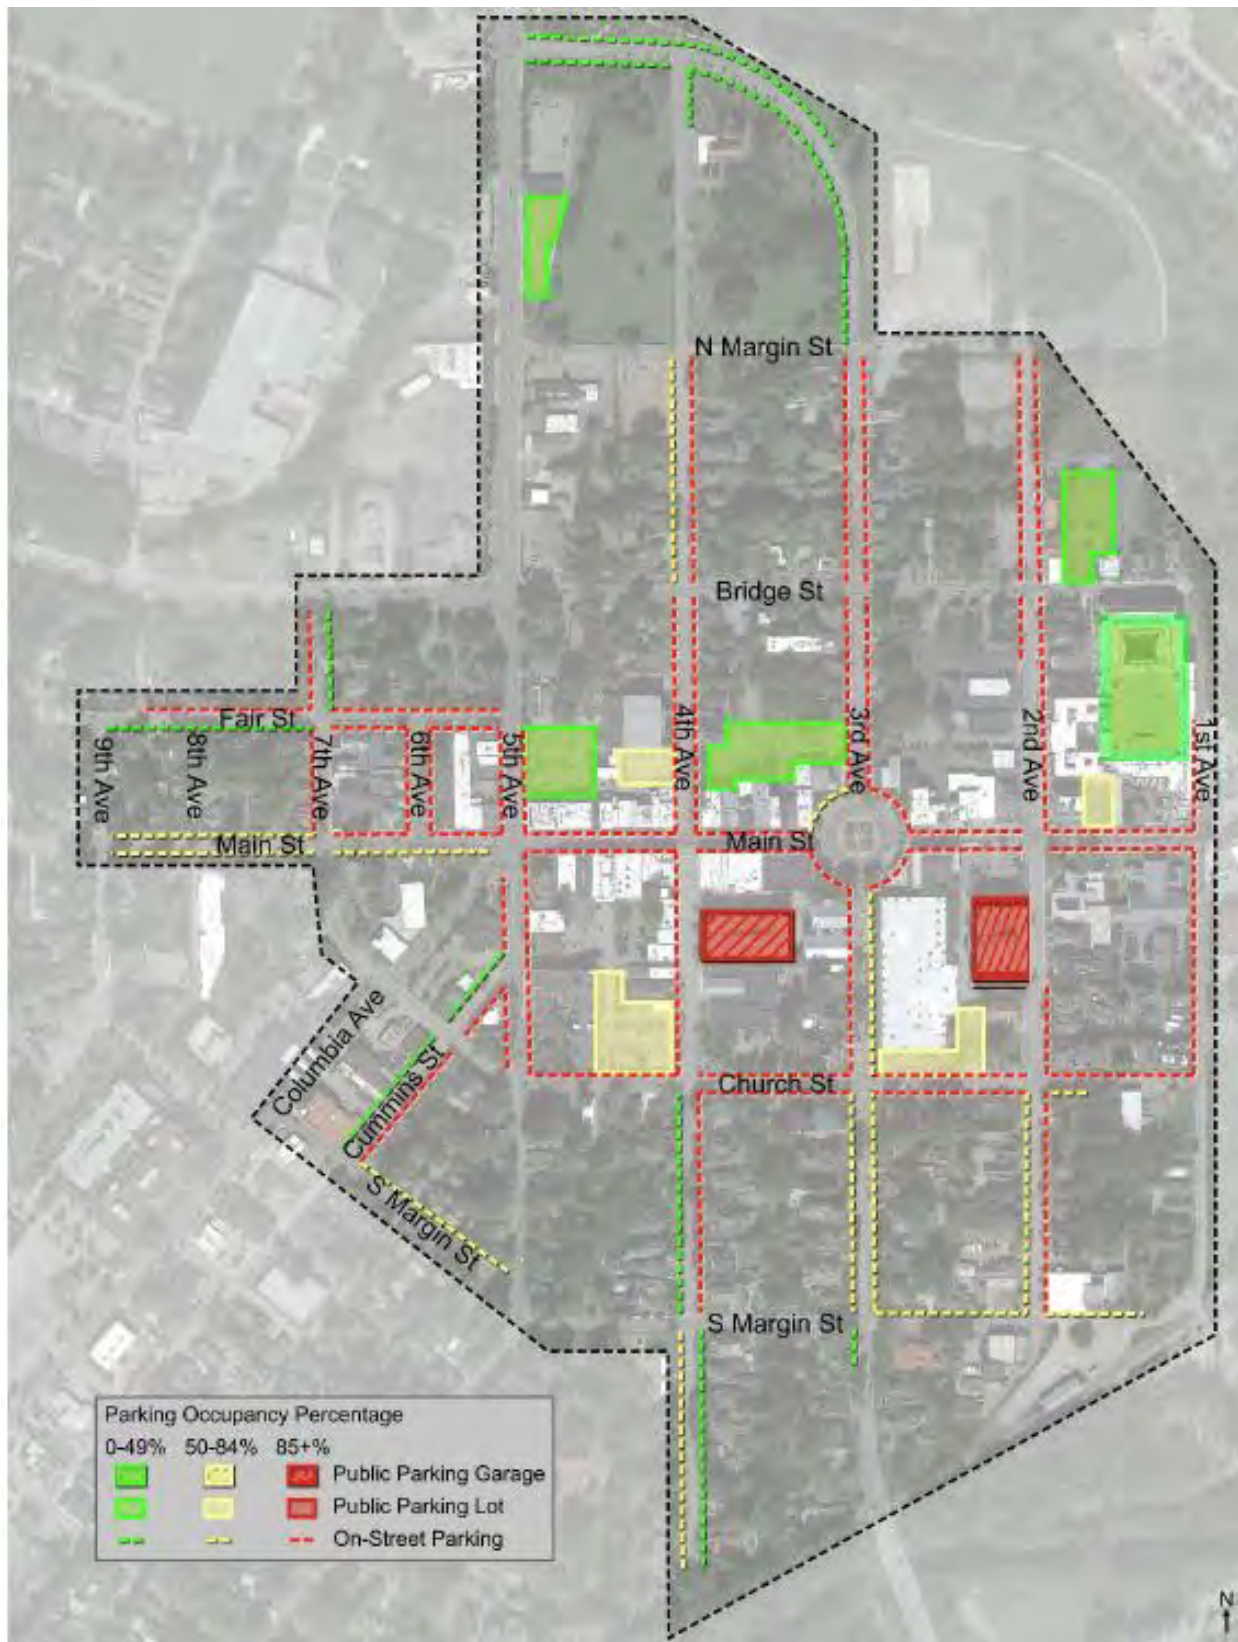 N Margin St
Bridge St
Fair St
9th Ave
8th Ave
7th Ave
6th Ave
5th Ave
4th Ave
3rd Ave
2nd Ave
1st Ave
Main St
Main St
Columbia Ave
Cummins St
Church St
S Margin St
S Margin St
Parking Occupancy Percentage
0-49% 50-84% 85+%
Public Parking Garage
Public Parking Lot
On-Street Parking
N